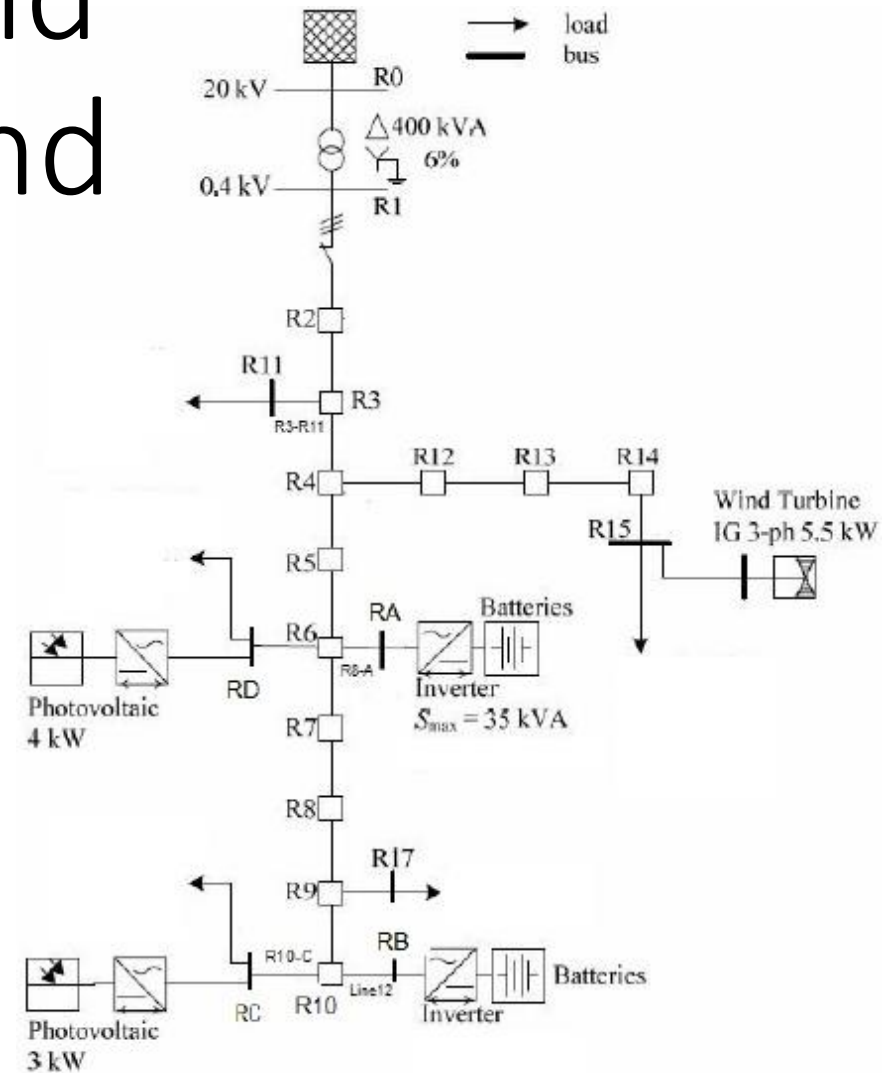 nd
nd
load
bus
20 kV
R0
400 kVA
6%
0.4 kV
R1
R2
R11
R3
R3-R11
R4
R12
R13
R14
Wind Turbine
IG 3-ph 5.5 kW
R15
R5
Batteries
RA
R6
R6-A
RD
Inverter
Smax = 35 kVA
Photovoltaic
4 kW
R7
R8
R17
R9
RB
R10-C
Line12
Batteries
RC
R10
Inverter
Photovoltaic
3 kW